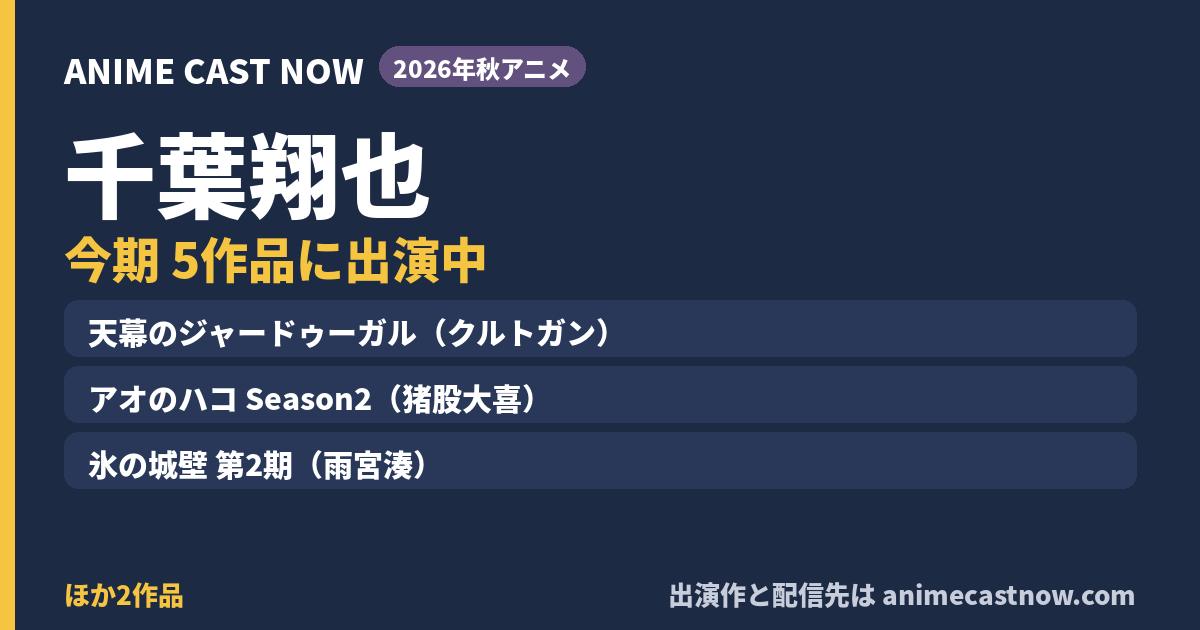 ANIME CAST NOW 2026年秋アニメ
千葉翔也
今期 5作品に出演中
天幕のジャードゥーガル（クルトガン）
アオのハコ Season2（猪股大喜）
氷の城壁 第2期（雨宮湊）
ほか2作品
出演作と配信先は animecastnow.com